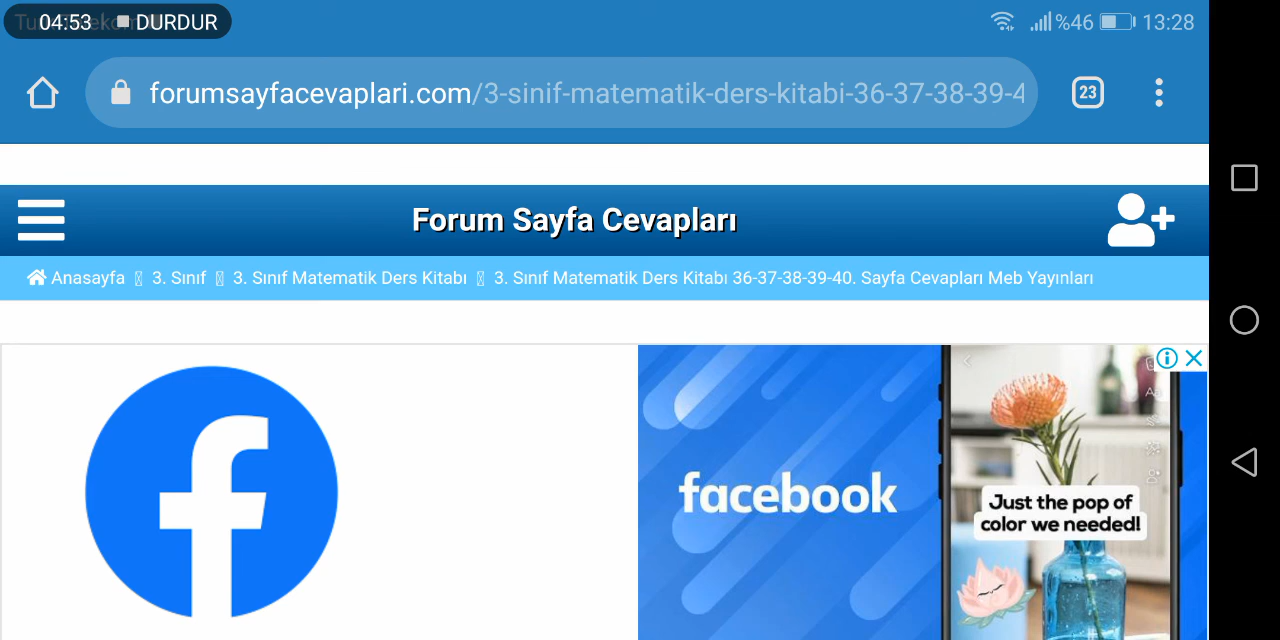 04:53 DURDUR
%46 13:28
forumsayfacevaplari.com/3-sinif-matematik-ders-kitabi-36-37-38-39-4
23
Forum Sayfa Cevapları
Anasayfa 3. Sınıf 3. Sınıf Matematik Ders Kitabı 3. Sınıf Matematik Ders Kitabı 36-37-38-39-40. Sayfa Cevapları Meb Yayınları
facebook
Just the pop of
color we needed!